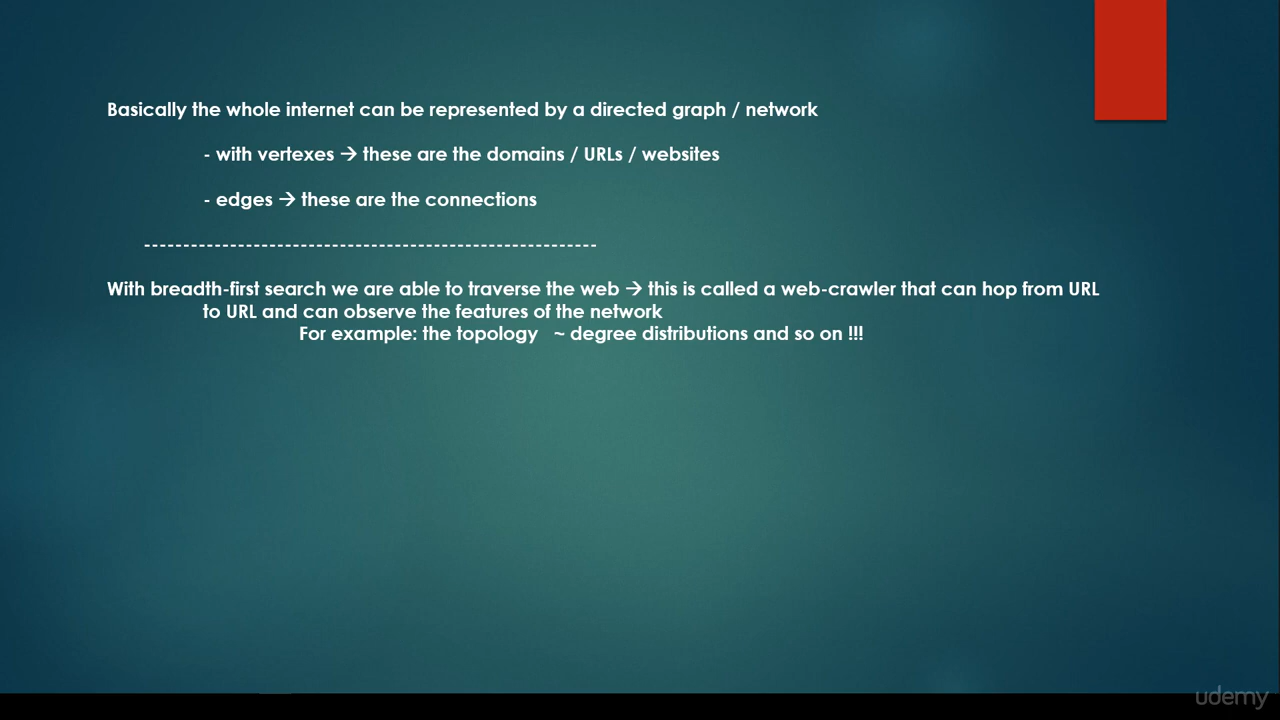 Basically the whole internet can be represented by a directed graph / network
- with vertexes → these are the domains / URLs / websites
- edges → these are the connections
----------------------------------------------------------
With breadth-first search we are able to traverse the web → this is called a web-crawler that can hop from URL
to URL and can observe the features of the network
For example: the topology ~ degree distributions and so on !!!
udemy